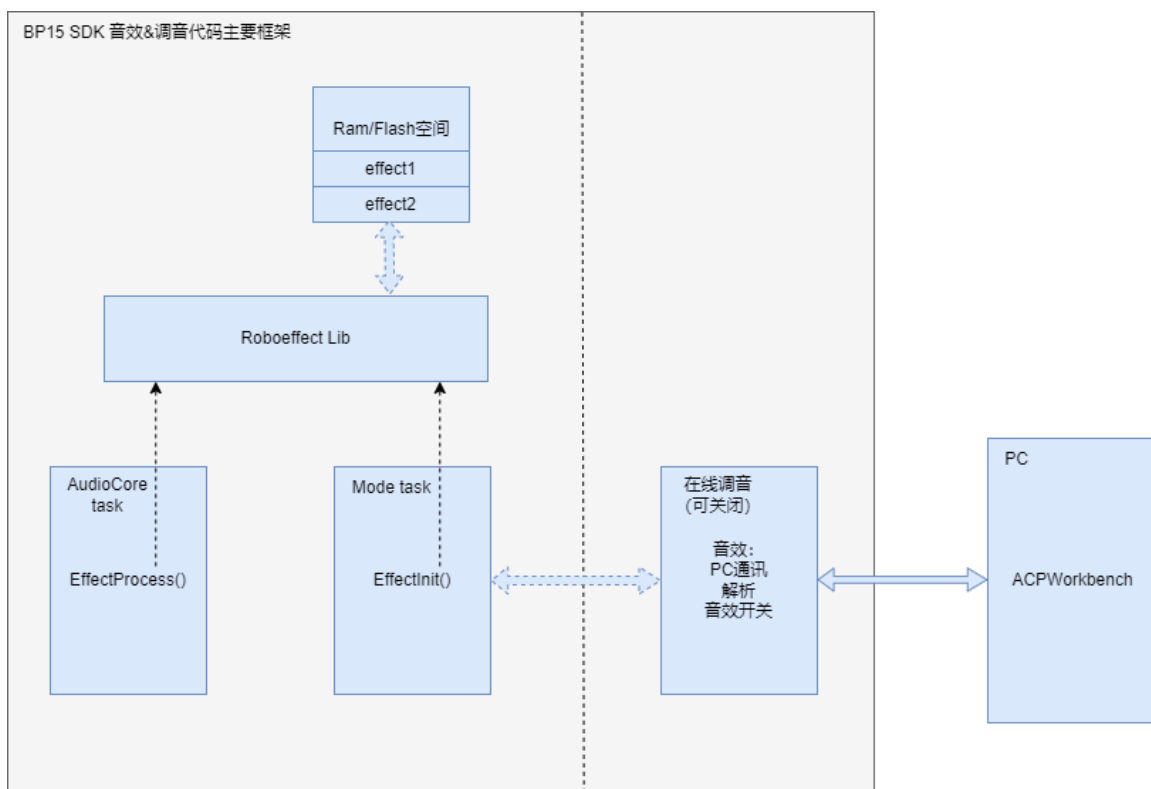 BP15 SDK 音效&调音代码主要框架
Ram/Flash空间
effect1
effect2
Roboeffect Lib
AudioCore
task
EffectProcess()
Mode task
EffectInit()
在线调音
(可关闭)
音效：
PC通讯
解析
音效开关
PC
ACPWorkbench